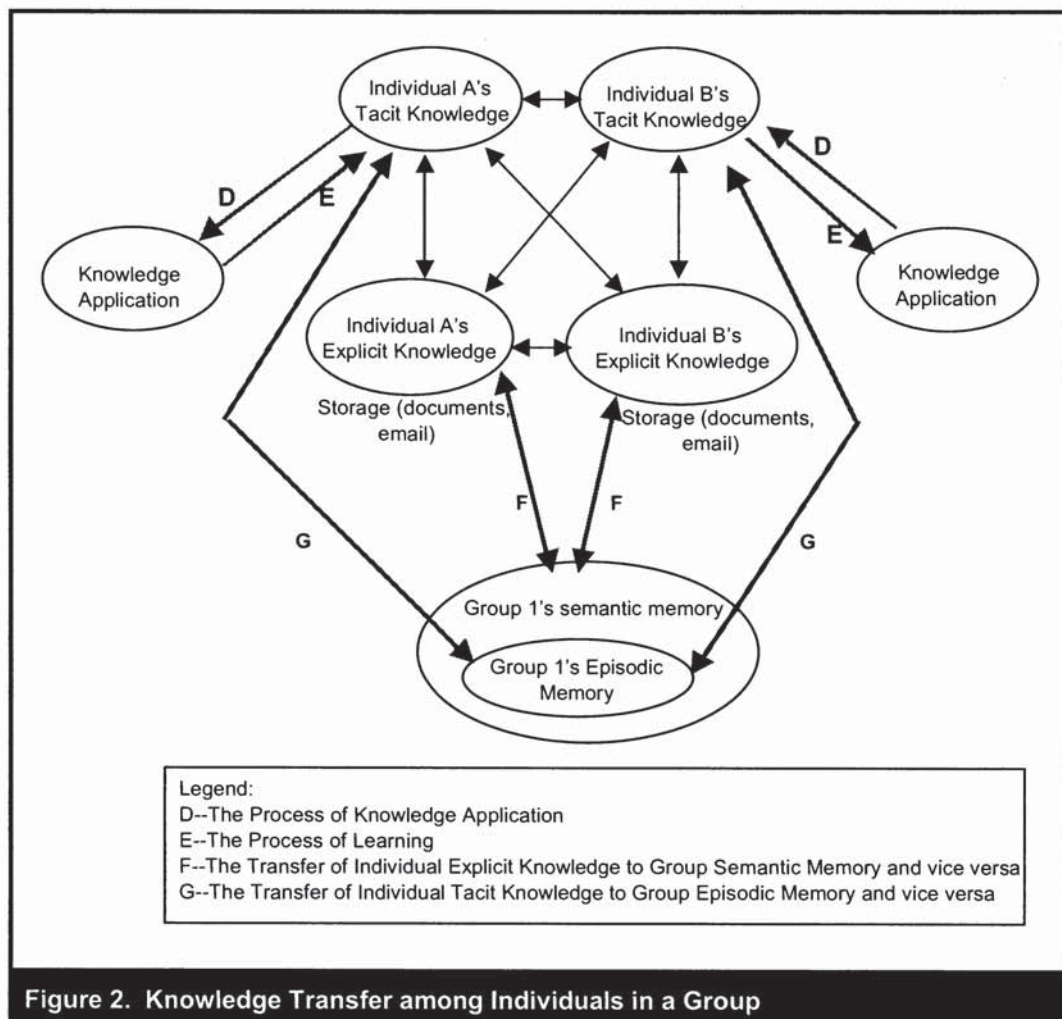 Individual A's
Tacit Knowledge
Individual B's
Tacit Knowledge
D
E
D
E
Knowledge
Application
Knowledge
Application
Individual A's
Explicit Knowledge
Individual B's
Explicit Knowledge
Storage (documents,
email)
Storage (documents,
email)
F
F
G
G
Group 1's semantic memory
Group 1's Episodic
Memory
Legend:
D--The Process of Knowledge Application
E--The Process of Learning
F--The Transfer of Individual Explicit Knowledge to Group Semantic Memory and vice versa
G--The Transfer of Individual Tacit Knowledge to Group Episodic Memory and vice versa
Figure 2. Knowledge Transfer among Individuals in a Group